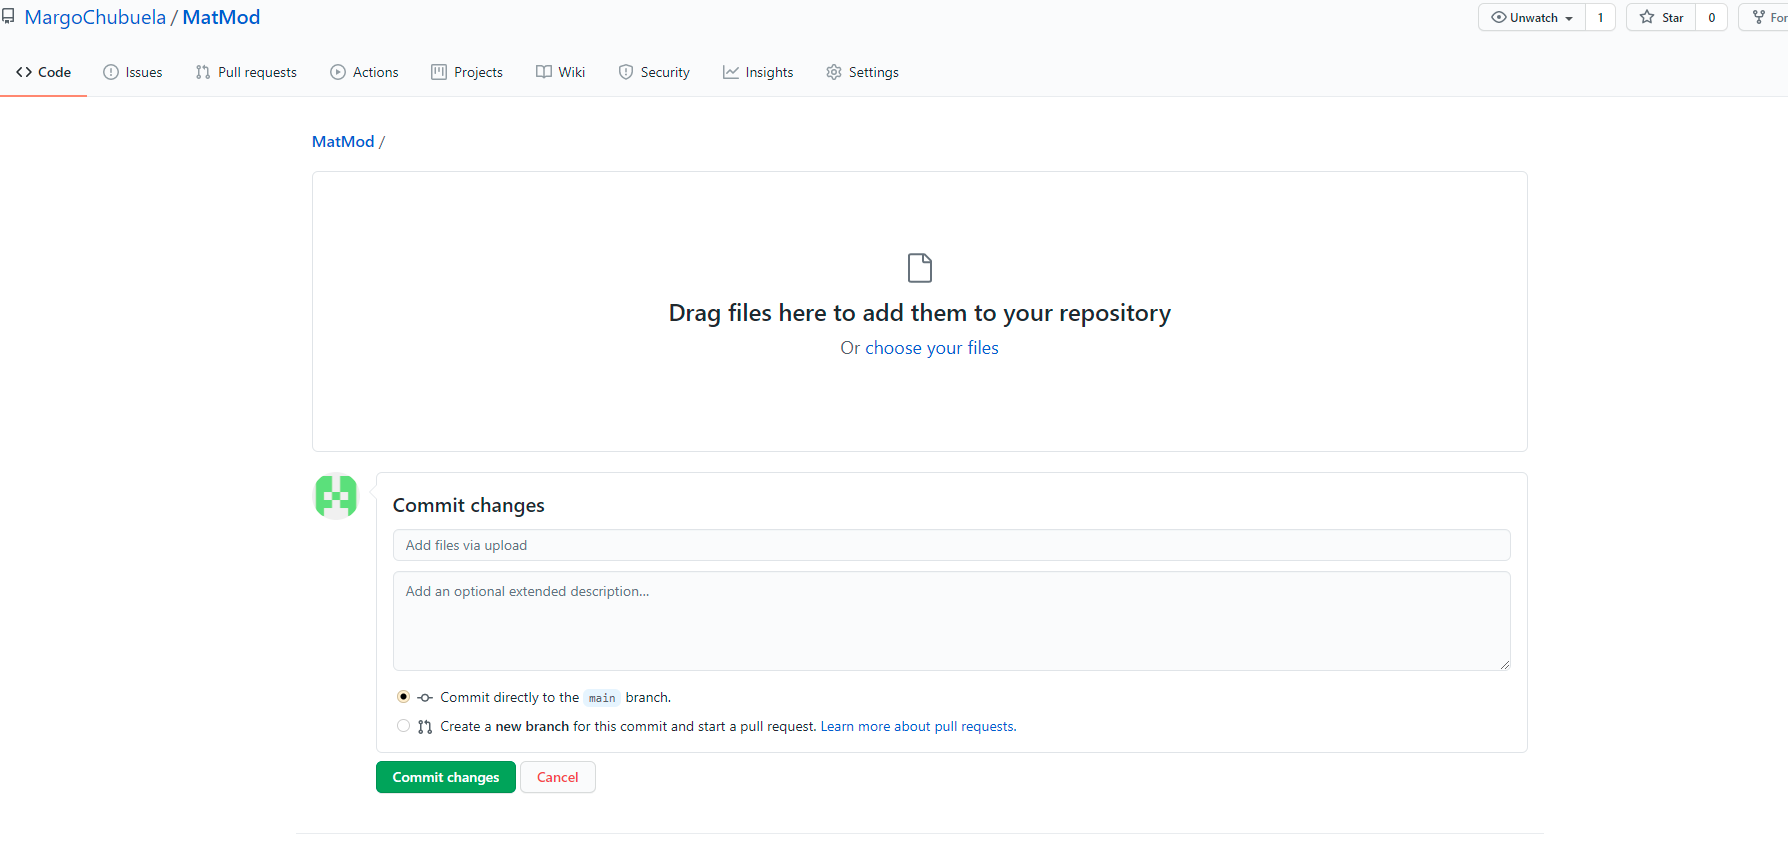 MargoChubuela / MatMod
Unwatch 1 Star 0 For
Code Issues Pull requests Actions Projects Wiki Security Insights Settings
MatMod /
Drag files here to add them to your repository
Or choose your files
Commit changes
Add files via upload
Add an optional extended description...
Commit directly to the main branch.
Create a new branch for this commit and start a pull request. Learn more about pull requests.
Commit changes Cancel